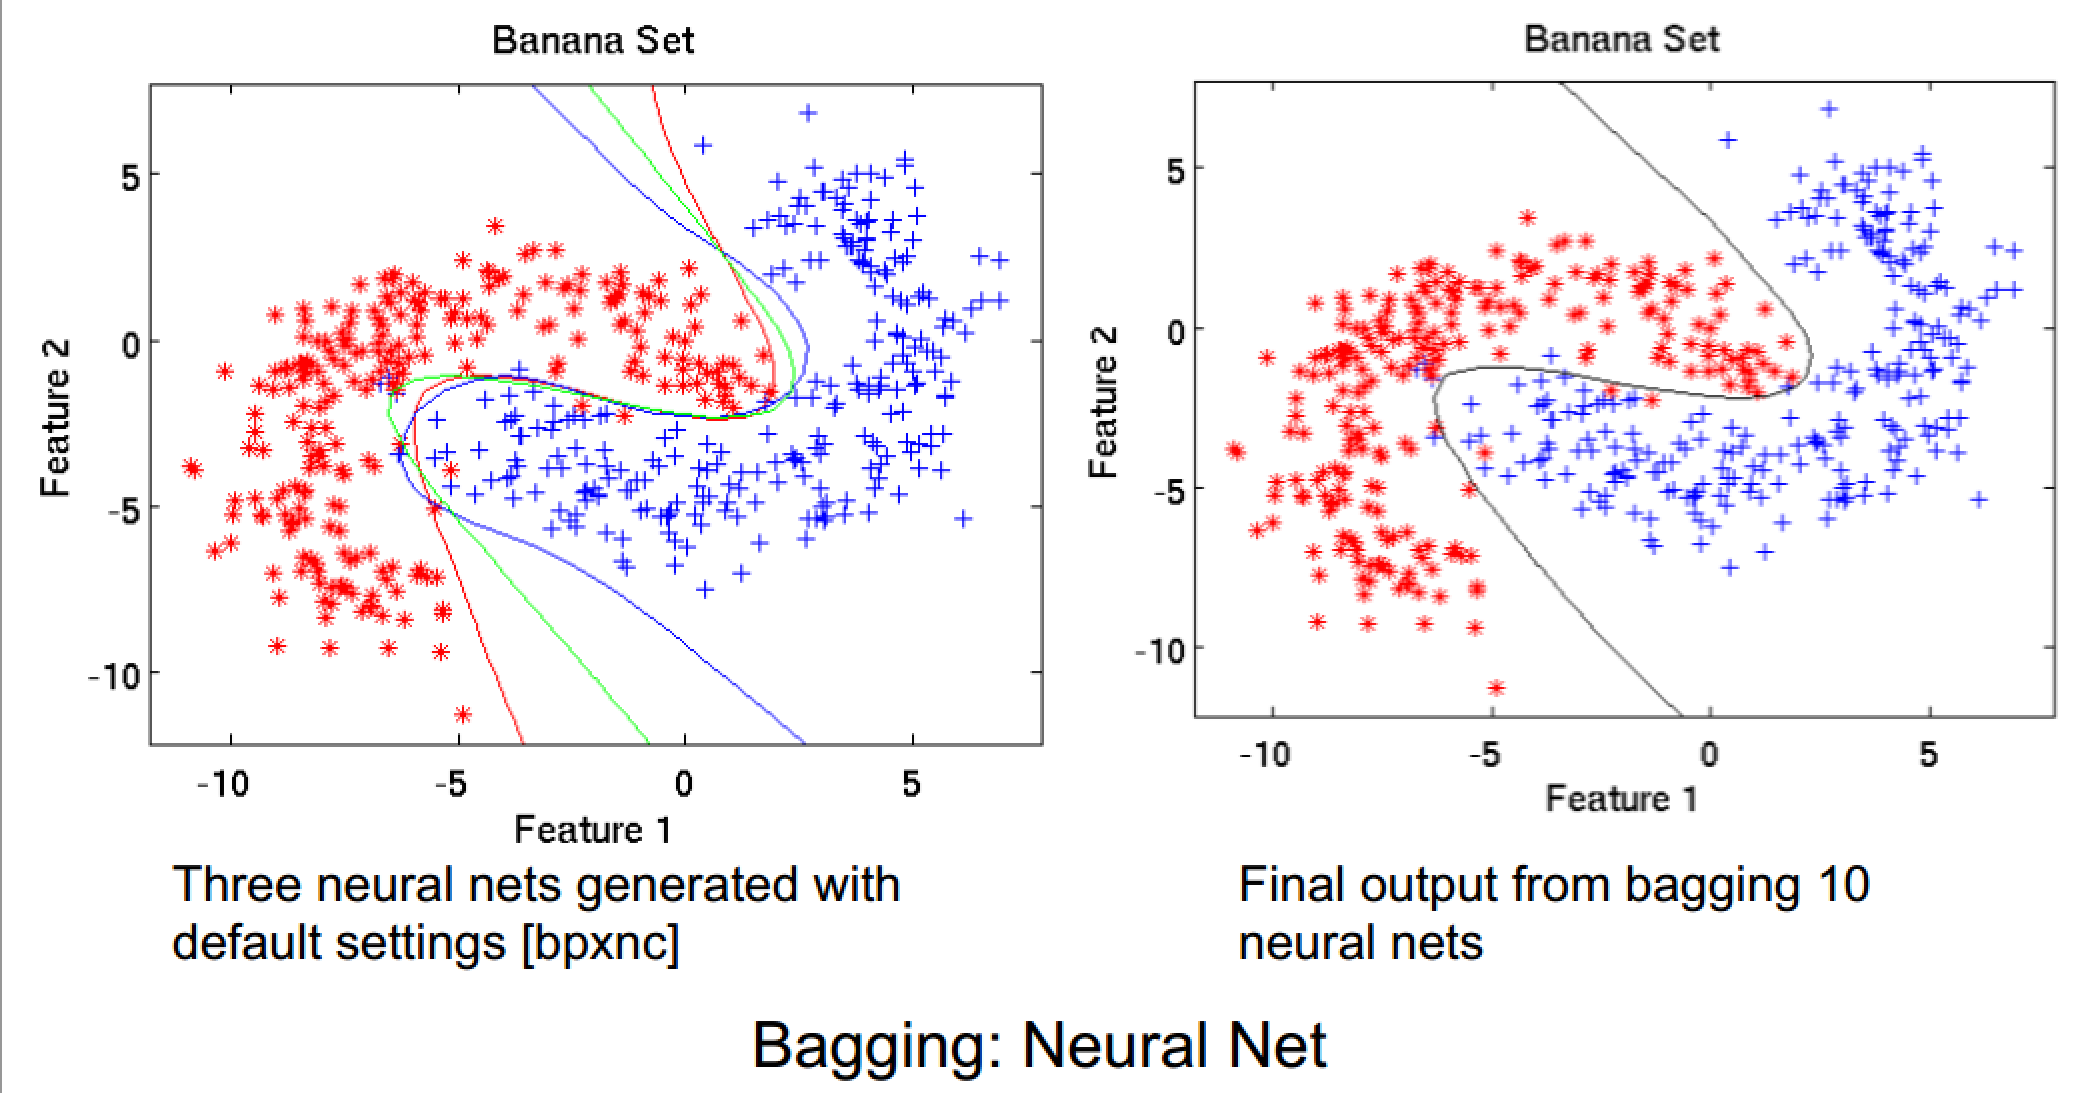 Banana Set
5
0
-5
-10
Feature 2
-10 -5 0 5
Feature 1
Three neural nets generated with
default settings [bpxnc]
Banana Set
5
0
-5
-10
Feature 2
-10 -5 0 5
Feature 1
Final output from bagging 10
neural nets
Bagging: Neural Net